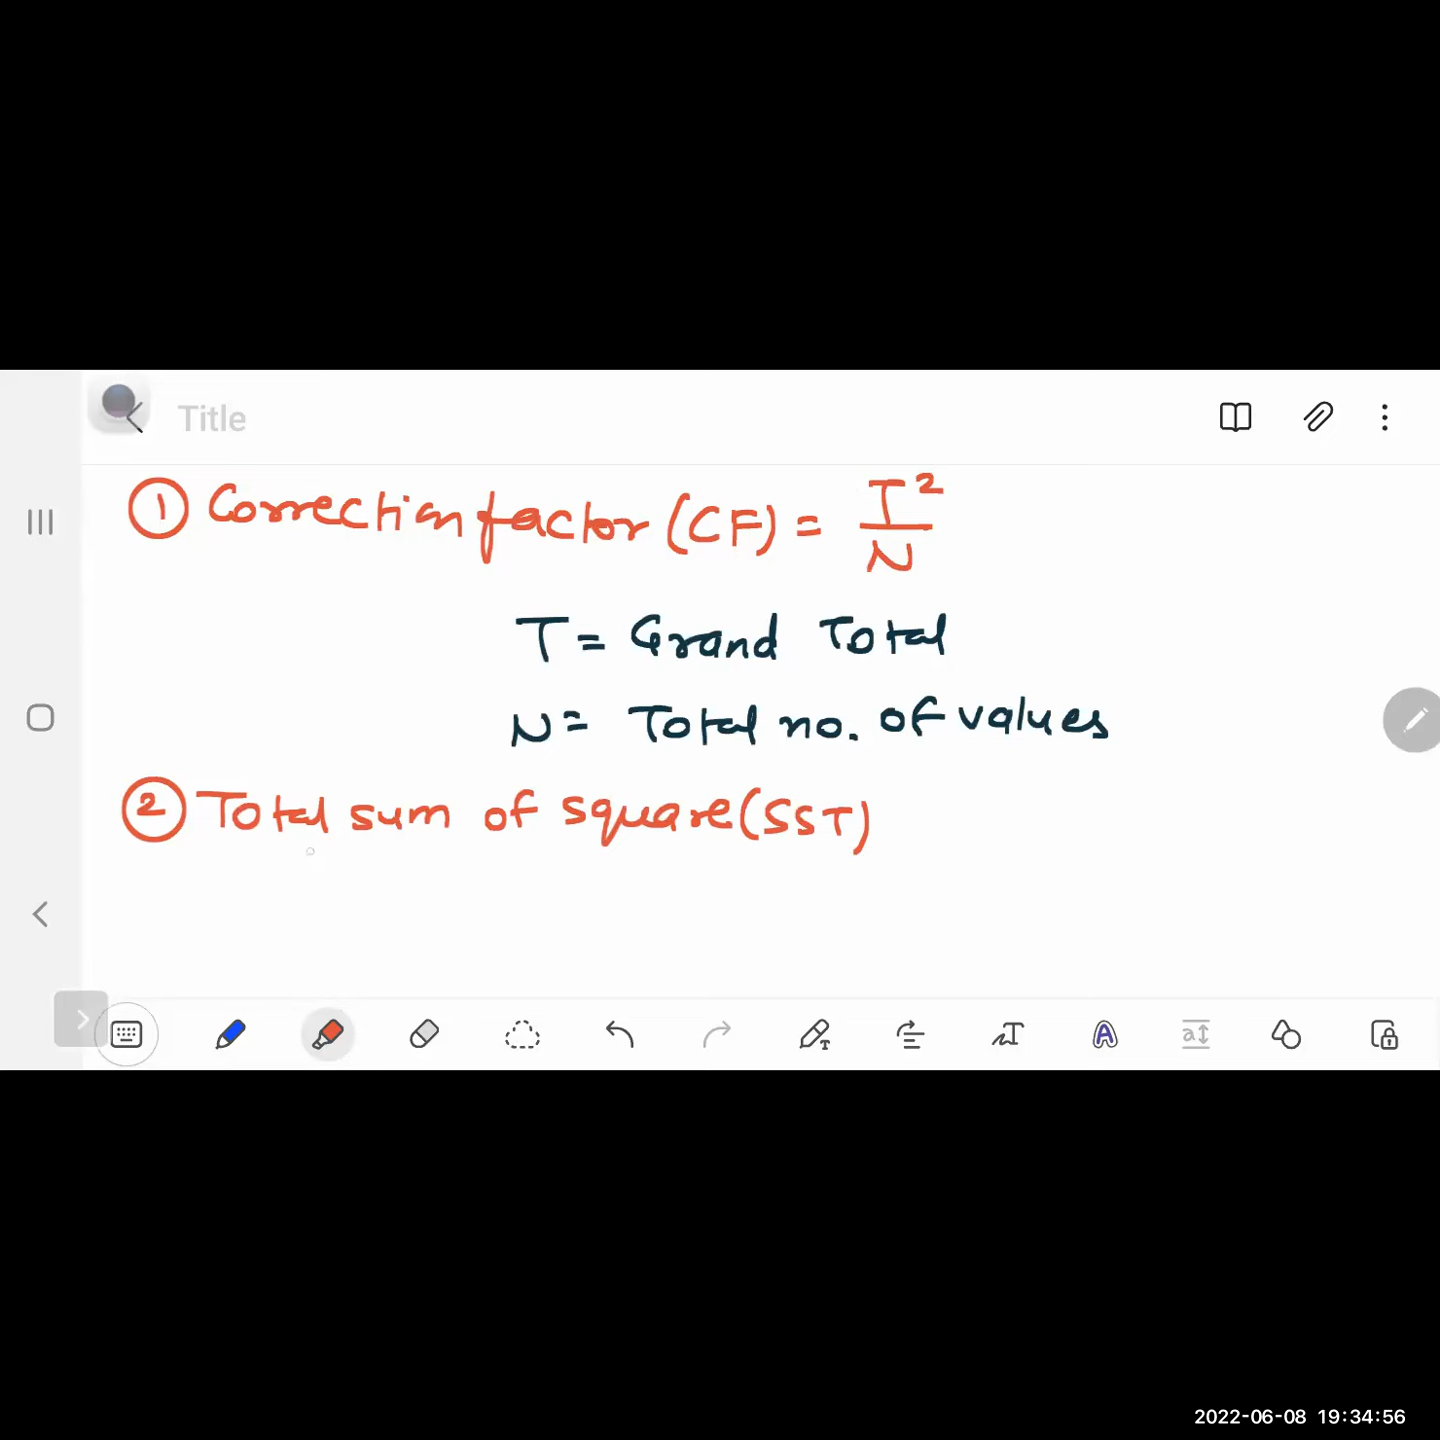 Title
① Correction factor (CF) = T²/N
T = Grand Total
N = Total no. of values
② Total sum of square (SST)
2022-06-08 19:34:56